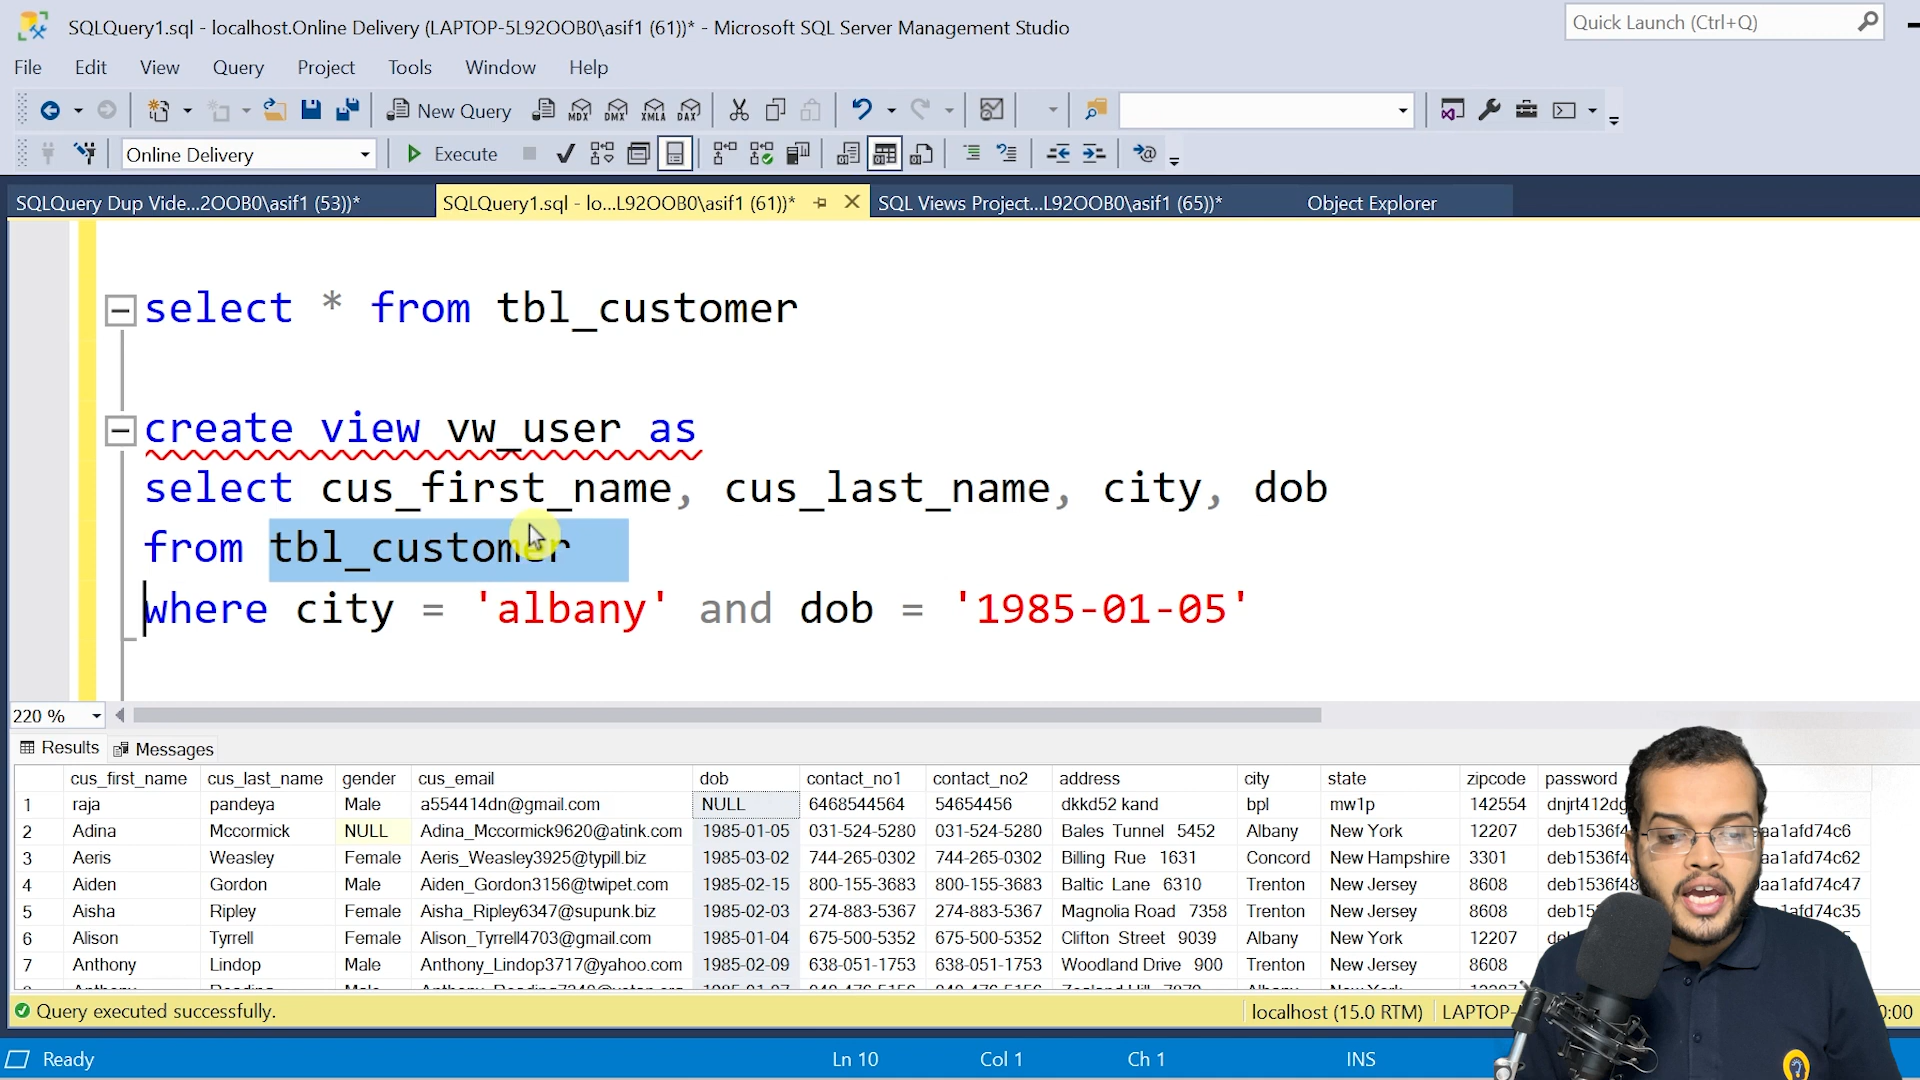 SQLQuery1.sql - localhost.Online Delivery (LAPTOP-5L92OOB0\asif1 (61))* - Microsoft SQL Server Management Studio
Quick Launch (Ctrl+Q)
File Edit View Query Project Tools Window Help
New Query MDX DMX XMLA DAX
Online Delivery Execute
SQLQuery Dup Vide...2OOB0\asif1 (53))* SQLQuery1.sql - lo...L92OOB0\asif1 (61))* SQL Views Project...L92OOB0\asif1 (65))* Object Explorer
select * from tbl_customer
create view vw_user as
select cus_first_name, cus_last_name, city, dob
from tbl_customer
where city = 'albany' and dob = '1985-01-05'
220 %
Results Messages
cus_first_name cus_last_name gender cus_email dob contact_no1 contact_no2 address city state zipcode password
1 raja pandeya Male a554414dn@gmail.com NULL 6468544564 54654456 dkkd52 kand bpl mw1p 142554
2 Adina Mccormick NULL Adina_Mccormick9620@atink.com 1985-01-05 031-524-5280 031-524-5280 Bales Tunnel 5452 Albany New York 12207
3 Aeris Weasley Female Aeris_Weasley3925@typill.biz 1985-03-02 744-265-0302 744-265-0302 Billing Rue 1631 Concord New Hampshire 3301
4 Aiden Gordon Male Aiden_Gordon3156@twipet.com 1985-02-15 800-155-3683 800-155-3683 Baltic Lane 6310 Trenton New Jersey 8608
5 Aisha Ripley Female Aisha_Ripley6347@supunk.biz 1985-02-03 274-883-5367 274-883-5367 Magnolia Road 7358 Trenton New Jersey 8608
6 Alison Tyrrell Female Alison_Tyrrell4703@gmail.com 1985-01-04 675-500-5352 675-500-5352 Clifton Street 9039 Albany New York 12207
7 Anthony Lindop Male Anthony_Lindop3717@yahoo.com 1985-02-09 638-051-1753 638-051-1753 Woodland Drive 900 Trenton New Jersey 8608
Query executed successfully. localhost (15.0 RTM)
Ready Ln 10 Col 1 Ch 1 INS